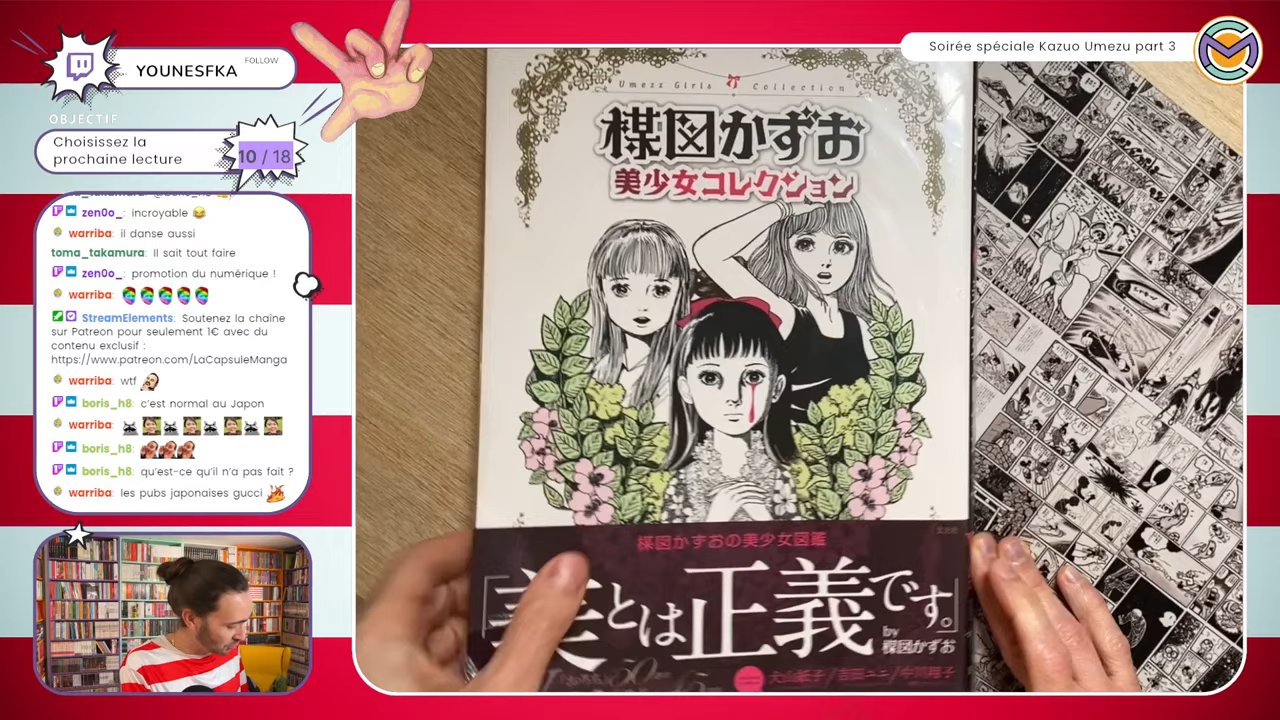 YOUNESFKA
FOLLOW
OBJECTIF
Choisissez la
prochaine lecture
10 / 18
zen0o_: incroyable
warriba: il danse aussi
toma_takamura: Il sait tout faire
zen0o_: promotion du numérique !
warriba:
StreamElements: Soutenez la chaîne
sur Patreon pour seulement 1€ avec du
contenu exclusif :
https://www.patreon.com/LaCapsuleManga
warriba: wtf
boris_h8: c'est normal au Japon
warriba:
boris_h8:
boris_h8: qu'est-ce qu'il n'a pas fait ?
warriba: les pubs japonaises gucci
Soirée spéciale Kazuo Umezu part 3
Umezz Girls Collection
楳図かずお
美少女コレクション
楳図かずおの美少女図鑑
「美とは正義です。」
by
楳図かずお